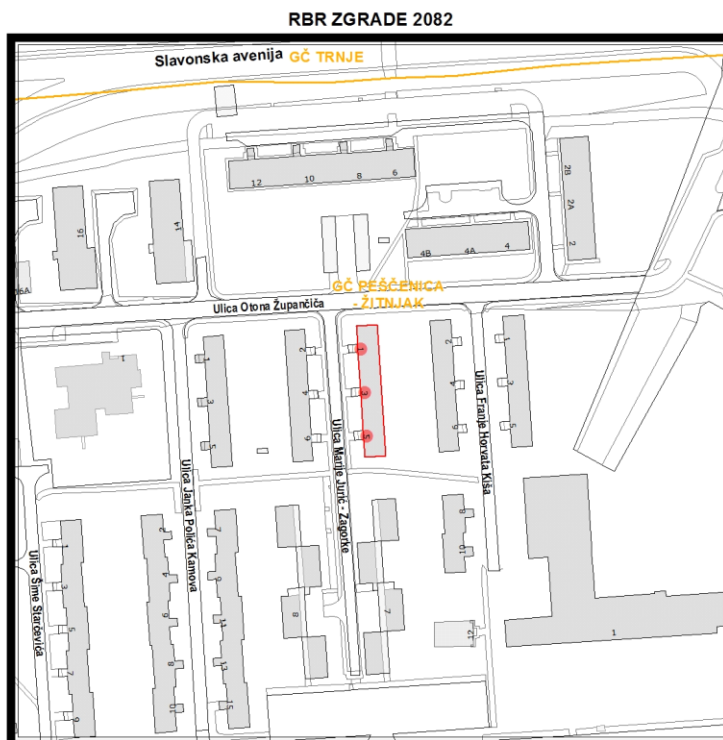 RBR ZGRADE 2082
Slavonska avenija GČ TRNJE
12 10 8 6
2B
2A
2
16
14
4B 4A 4
16A
GČ PEŠČENICA
- ŽITNJAK
Ulica Otona Župančiča
1
1
3
5
2
4
6
1
3
5
2
4
6
1
3
5
Ulica Marije Jurić - Zagorke
Ulica Franje Horvata Kiša
Ulica Janka Polića Kamova
Ulica Šime Starčevića
1
3
5
7
9
2
4
6
8
10
7
9
11
13
15
8
7
8
10
12
1